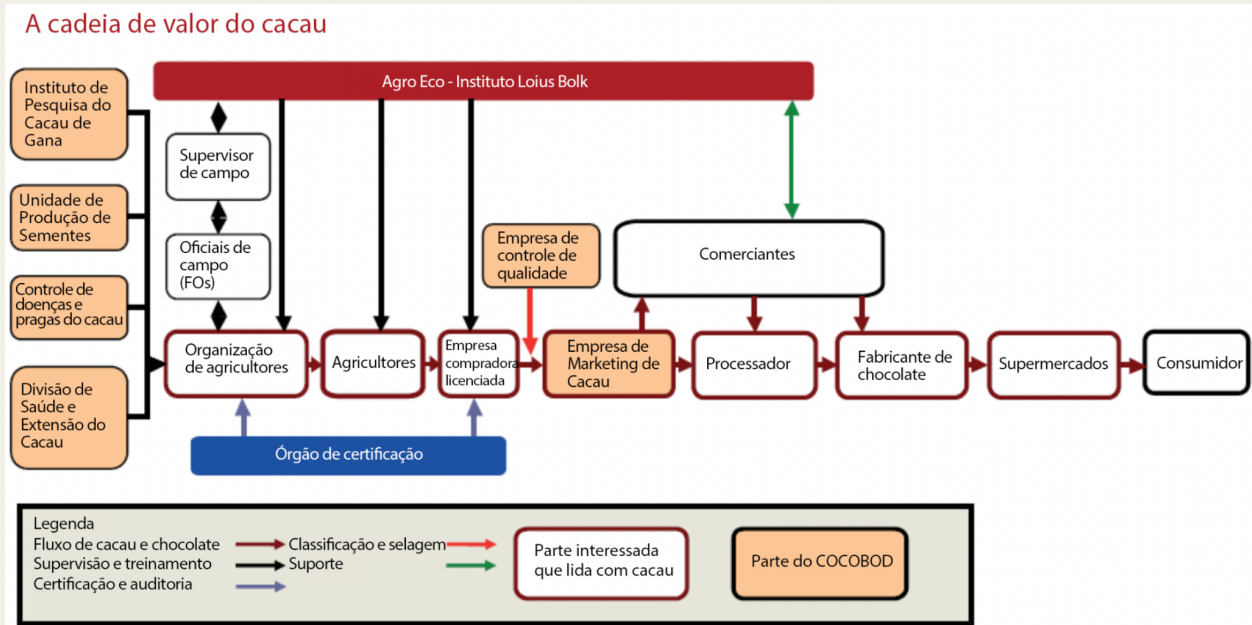 A cadeia de valor do cacau
Agro Eco - Instituto Loius Bolk
Instituto de
Pesquisa do
Cacau de
Gana
Unidade de
Produção de
Sementes
Controle de
doenças e
pragas do cacau
Divisão de
Saúde e
Extensão do
Cacau
Supervisor
de campo
Oficiais de
campo
(FOs)
Empresa de
controle de
qualidade
Comerciantes
Organização
de agricultores
Agricultores
Empresa
compradora
licenciada
Empresa de
Marketing de
Cacau
Processador
Fabricante de
chocolate
Supermercados
Consumidor
Órgão de certificação
Legenda
Fluxo de cacau e chocolate
Supervisão e treinamento
Certificação e auditoria
Classificação e selagem
Suporte
Parte interessada
que lida com cacau
Parte do COCOBOD